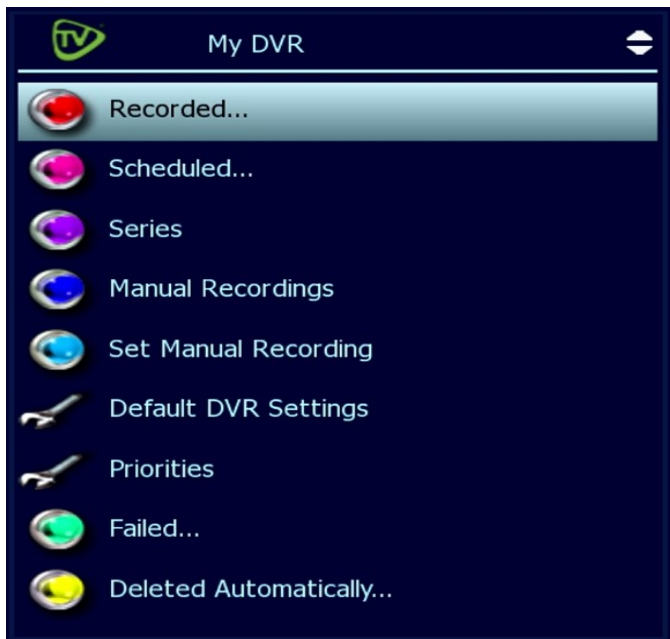 TV
My DVR
Recorded...
Scheduled...
Series
Manual Recordings
Set Manual Recording
Default DVR Settings
Priorities
Failed...
Deleted Automatically...